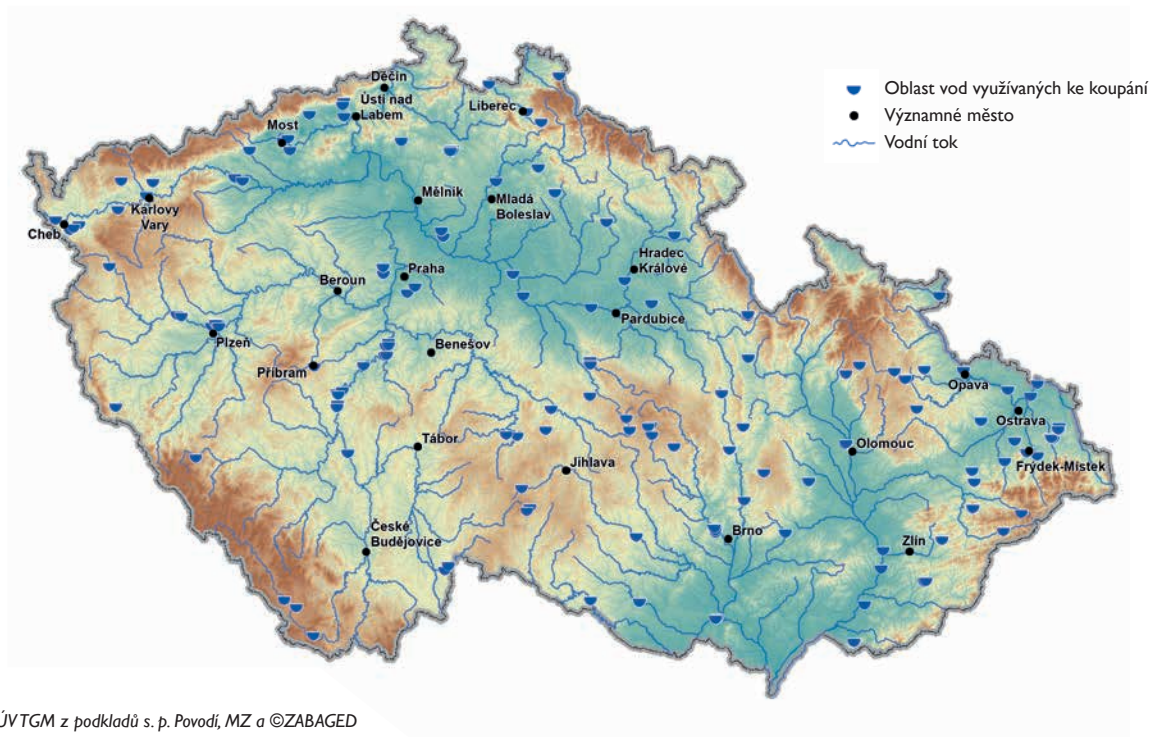 Oblast vod využívaných ke koupání
Významné město
Vodní tok
Děčín
Ústí nad
Labem
Liberec
Most
Mělník
Mladá
Boleslav
Karlovy
Vary
Cheb
Hradec
Králové
Praha
Beroun
Pardubice
Plzeň
Benešov
Příbram
Opava
Ostrava
Tábor
Olomouc
Jihlava
Frýdek-Místek
České
Budějovice
Brno
Zlín
ÚV TGM z podkladů s. p. Povodí, MZ a ©ZABAGED